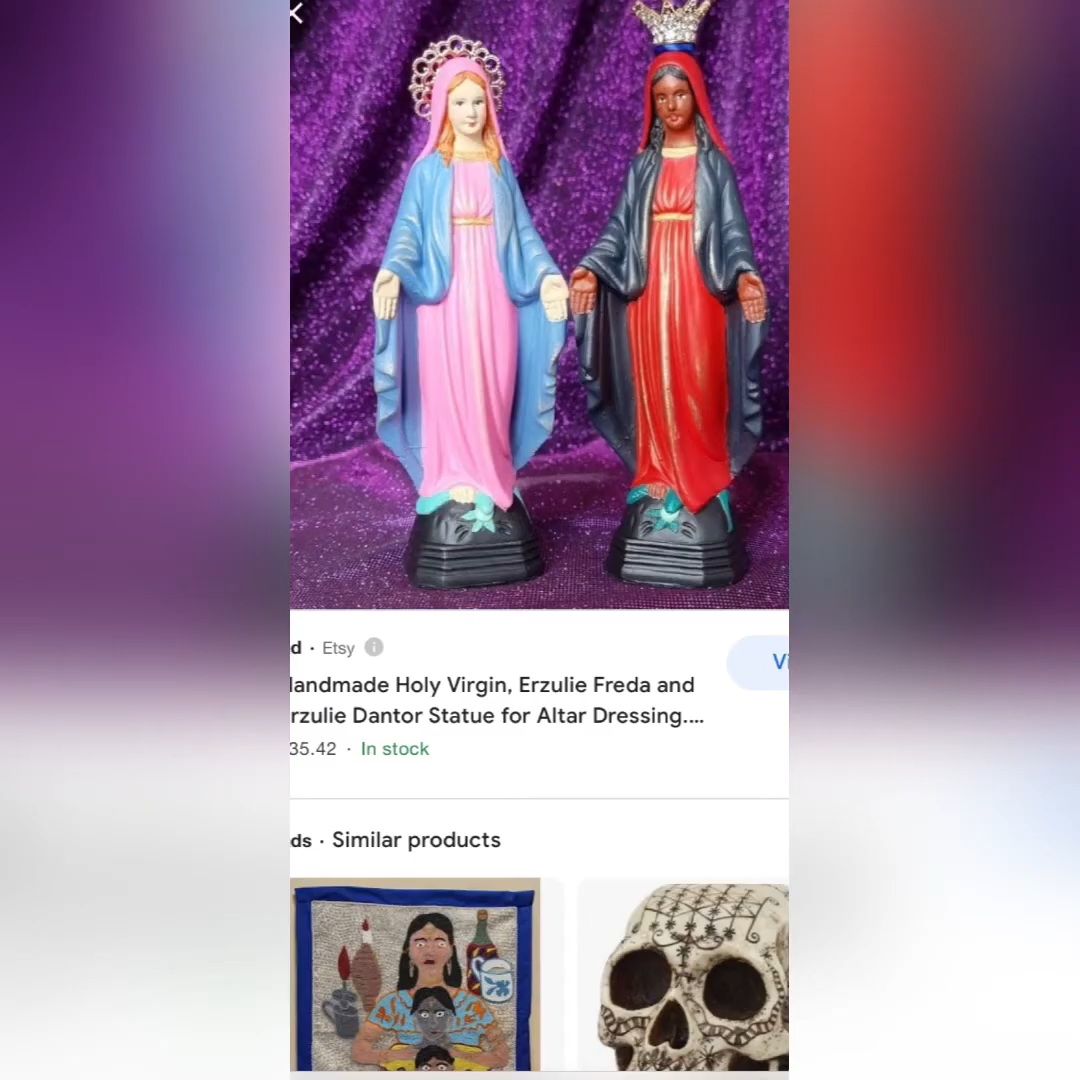 d · Etsy
Vi
landmade Holy Virgin, Erzulie Freda and
rzulie Dantor Statue for Altar Dressing....
35.42 · In stock
ds · Similar products